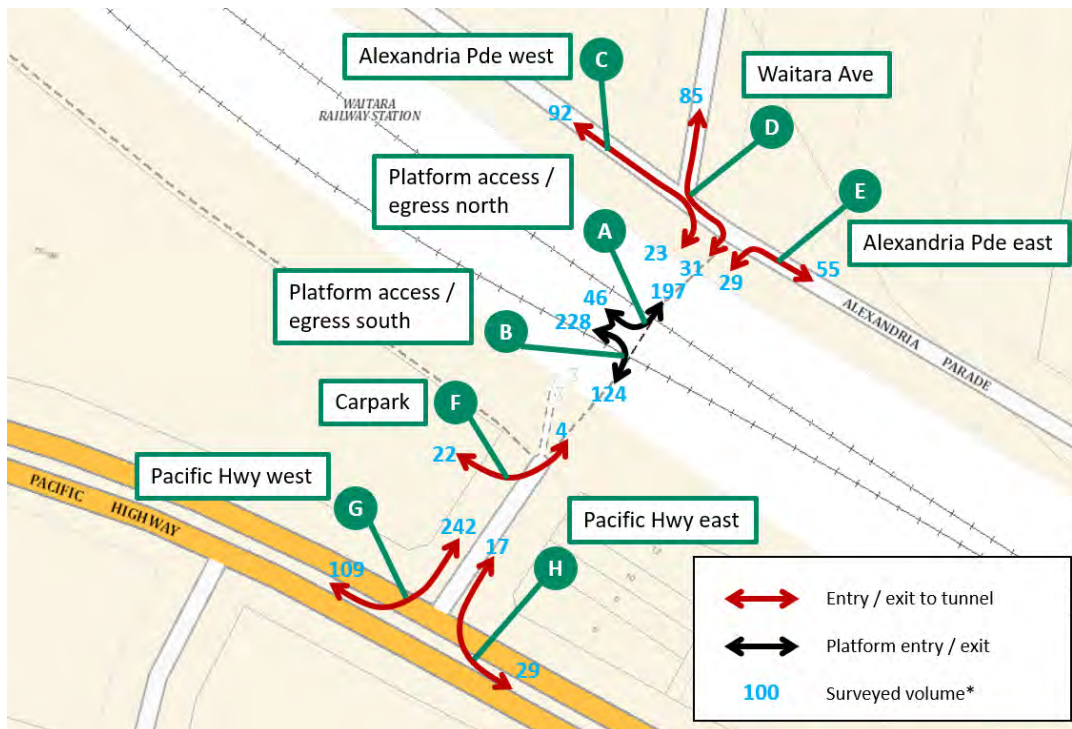 Alexandria Pde west
C
Waitara Ave
85
92
WAITARA
RAILWAY STATION
D
Platform access /
egress north
E
A
Alexandria Pde east
23
31
29
55
46
197
Platform access /
egress south
228
B
ALEXANDRIA PARADE
124
Carpark
F
4
22
Pacific Hwy west
PACIFIC HIGHWAY
G
Pacific Hwy east
242
17
109
H
29
Entry / exit to tunnel
Platform entry / exit
100 Surveyed volume*